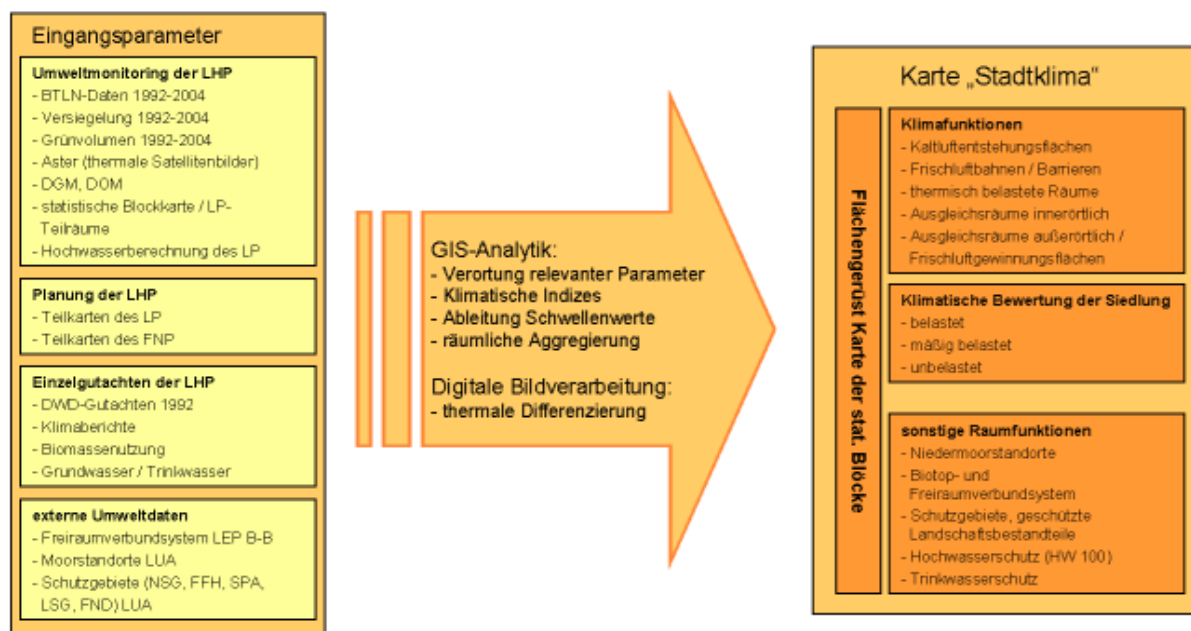 Eingangsparameter
Umweltmonitoring der LHP
- BTLN-Daten 1992-2004
- Versiegelung 1992-2004
- Grünvolumen 1992-2004
- Aster (thermale Satellitenbilder)
- DGM, DOM
- statistische Blockkarte / LP-
Teilräume
- Hochwasserberechnung des LP
Planung der LHP
- Teilkarten des LP
- Teilkarten des FNP
Einzelgutachten der LHP
- DWD-Gutachten 1992
- Klimaberichte
- Biomassenutzung
- Grundwasser / Trinkwasser
externe Umweltdaten
- Freiraumverbundsystem LEP B-B
- Moorstandorte LUA
- Schutzgebiete (NSG, FFH, SPA,
LSG, FND) LUA
GIS-Analytik:
- Verortung relevanter Parameter
- Klimatische Indizes
- Ableitung Schwellenwerte
- räumliche Aggregierung
Digitale Bildverarbeitung:
- thermale Differenzierung
Karte „Stadtklima“
Flächengerüst Karte der stat. Blöcke
Klimafunktionen
- Kaltluftentstehungsflächen
- Frischluftbahnen / Barrieren
- thermisch belastete Räume
- Ausgleichsräume innerörtlich
- Ausgleichsräume außerörtlich /
Frischluftgewinnungsflächen
Klimatische Bewertung der Siedlung
- belastet
- mäßig belastet
- unbelastet
sonstige Raumfunktionen
- Niedermoorstandorte
- Biotop- und
Freiraumverbundsystem
- Schutzgebiete, geschützte
Landschaftsbestandteile
- Hochwasserschutz (HW 100)
- Trinkwasserschutz